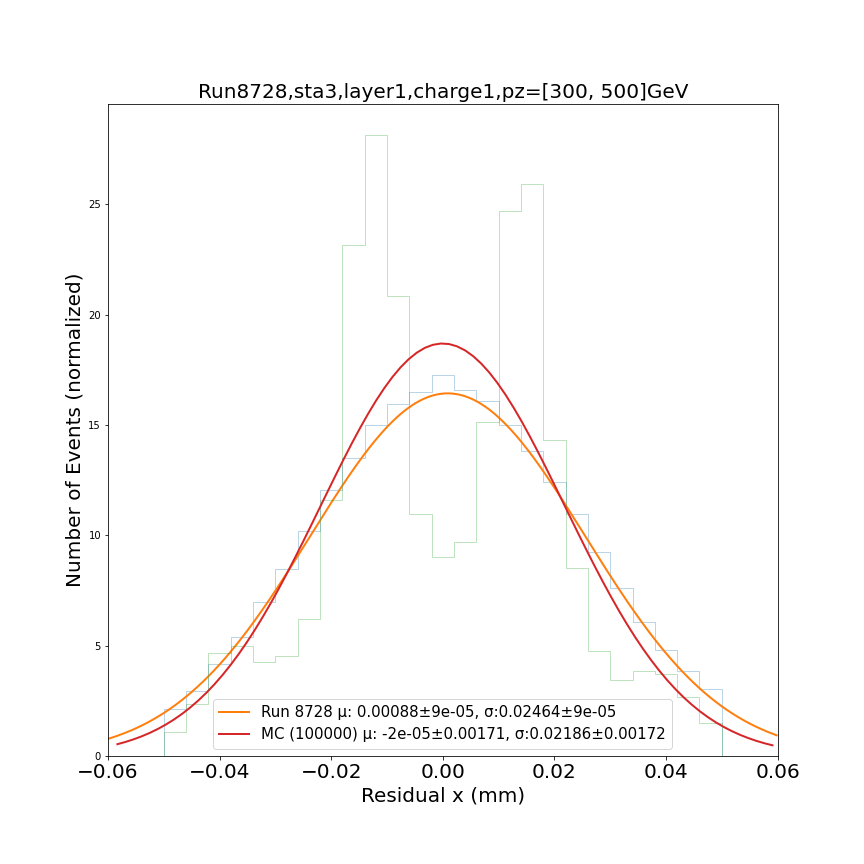 Run8728,sta3,layer1,charge1,pz=[300, 500]GeV
Number of Events (normalized)
25
20
15
10
5
0
Run 8728 μ: 0.00088±9e-05, σ:0.02464±9e-05
MC (100000) μ: -2e-05±0.00171, σ:0.02186±0.00172
−0.06 −0.04 −0.02 0.00 0.02 0.04 0.06
Residual x (mm)